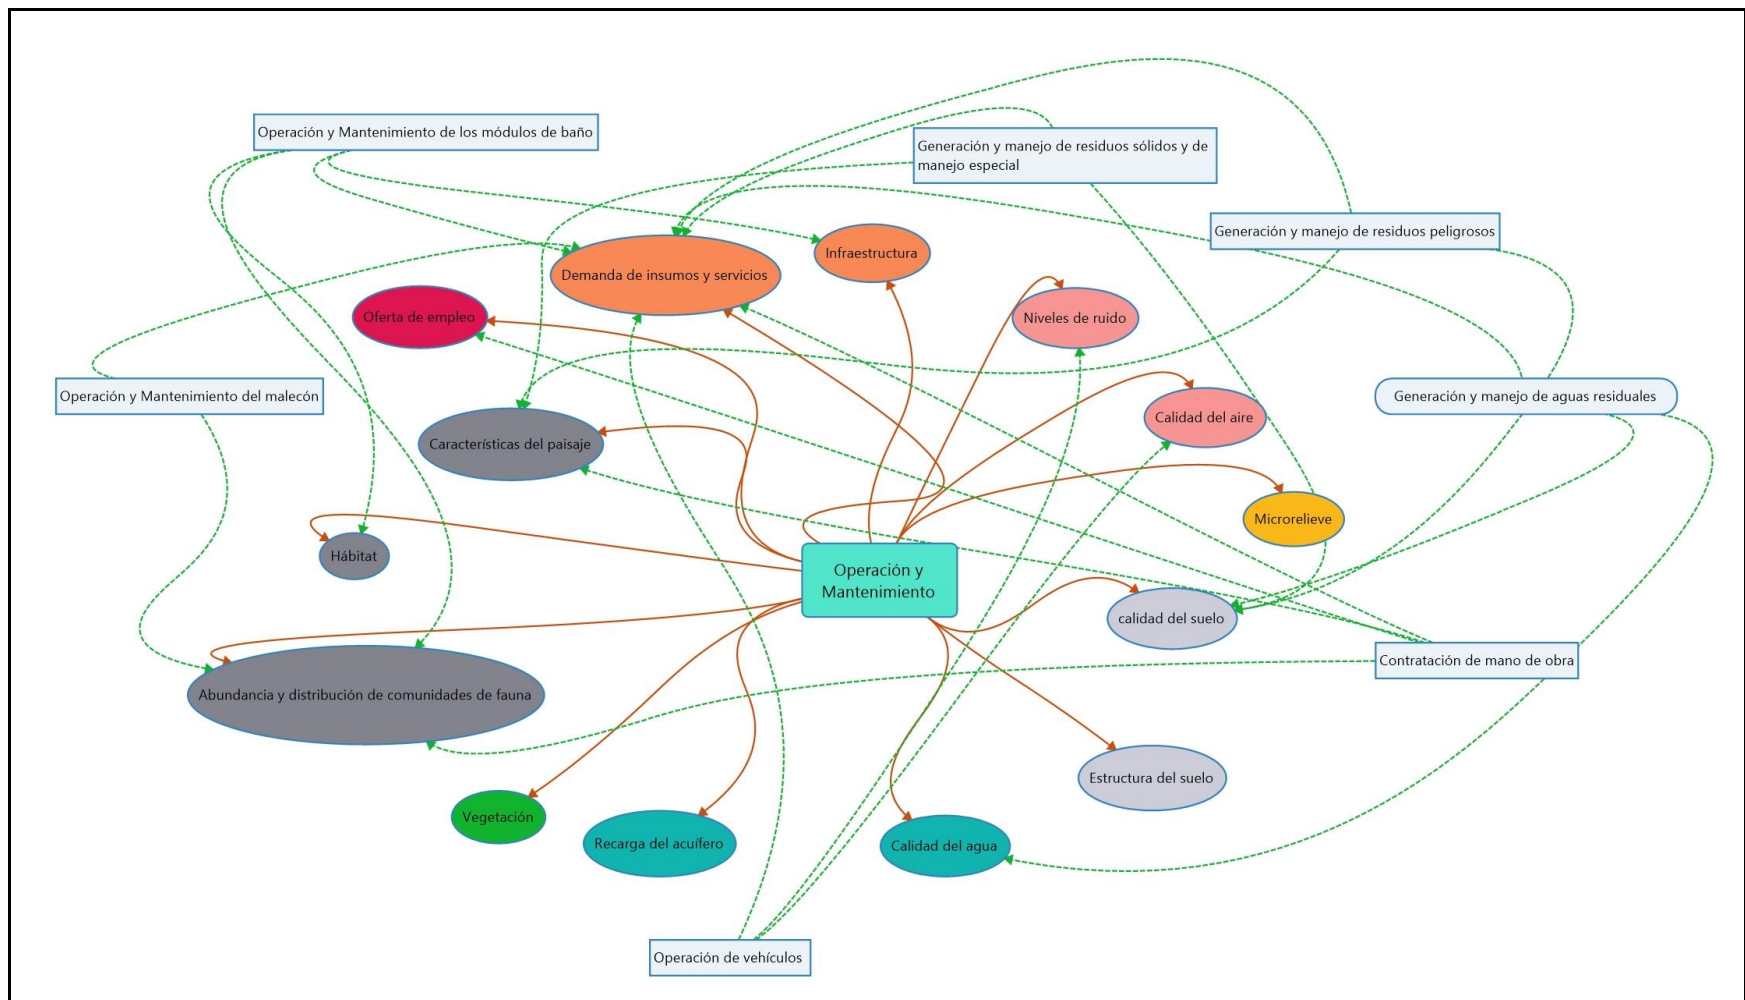 Operación y Mantenimiento de los módulos de baño
Generación y manejo de residuos sólidos y de
manejo especial
Generación y manejo de residuos peligrosos
Infraestructura
Demanda de insumos y servicios
Oferta de empleo
Niveles de ruido
Operación y Mantenimiento del malecón
Generación y manejo de aguas residuales
Calidad del aire
Características del paisaje
Microrelieve
Hábitat
Operación y
Mantenimiento
calidad del suelo
Contratación de mano de obra
Abundancia y distribución de comunidades de fauna
Estructura del suelo
Vegetación
Recarga del acuífero
Calidad del agua
Operación de vehículos